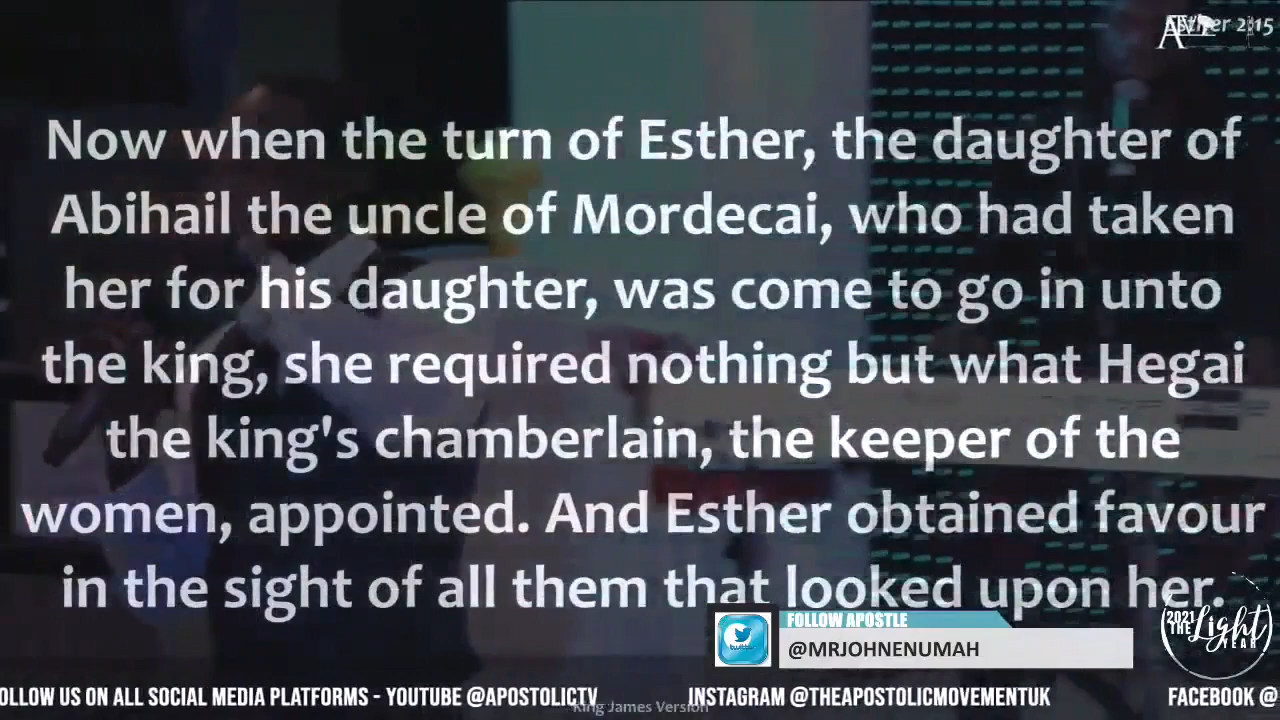 Esther 2:15
Now when the turn of Esther, the daughter of
Abihail the uncle of Mordecai, who had taken
her for his daughter, was come to go in unto
the king, she required nothing but what Hegai
the king's chamberlain, the keeper of the
women, appointed. And Esther obtained favour
in the sight of all them that looked upon her.
FOLLOW APOSTLE
twitter
@MRJOHNENUMAH
2021
THE Light
YEAR
OLLOW US ON ALL SOCIAL MEDIA PLATFORMS - YOUTUBE @APOSTOLICTV INSTAGRAM @THEAPOSTOLICMOVEMENTUK FACEBOOK @
King James Version